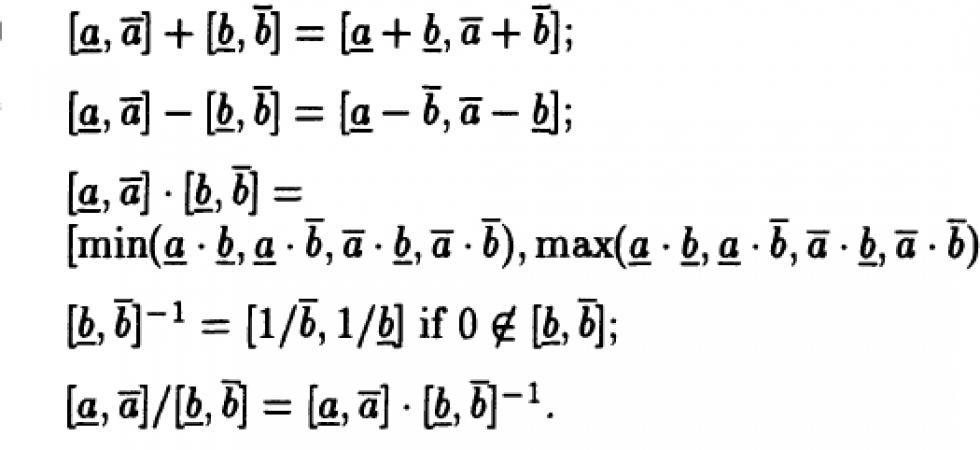 [a̲, a̅] + [b̲, b̅] = [a̲ + b̲, a̅ + b̅];
[a̲, a̅] − [b̲, b̅] = [a̲ − b̅, a̅ − b̲];
[a̲, a̅] · [b̲, b̅] =
[min(a̲ · b̲, a̲ · b̅, a̅ · b̲, a̅ · b̅), max(a̲ · b̲, a̲ · b̅, a̅ · b̲, a̅ · b̅)
[b̲, b̅]⁻¹ = [1/b̅, 1/b̲] if 0 ∉ [b̲, b̅];
[a̲, a̅]/[b̲, b̅] = [a̲, a̅] · [b̲, b̅]⁻¹.